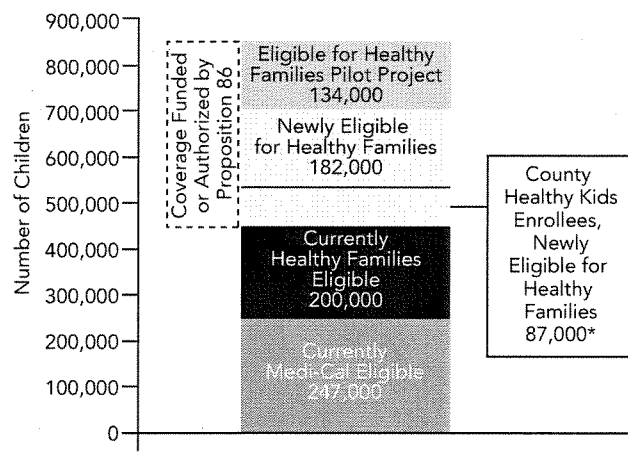 900,000
800,000
700,000
600,000
500,000
400,000
300,000
200,000
100,000
0
Number of Children
Coverage Funded
or Authorized by
Proposition 86
Eligible for Healthy
Families Pilot Project
134,000
Newly Eligible
for Healthy Families
182,000
Currently
Healthy Families
Eligible
200,000
Currently
Medi-Cal Eligible
247,000
County
Healthy Kids
Enrollees,
Newly
Eligible for
Healthy
Families
87,000*